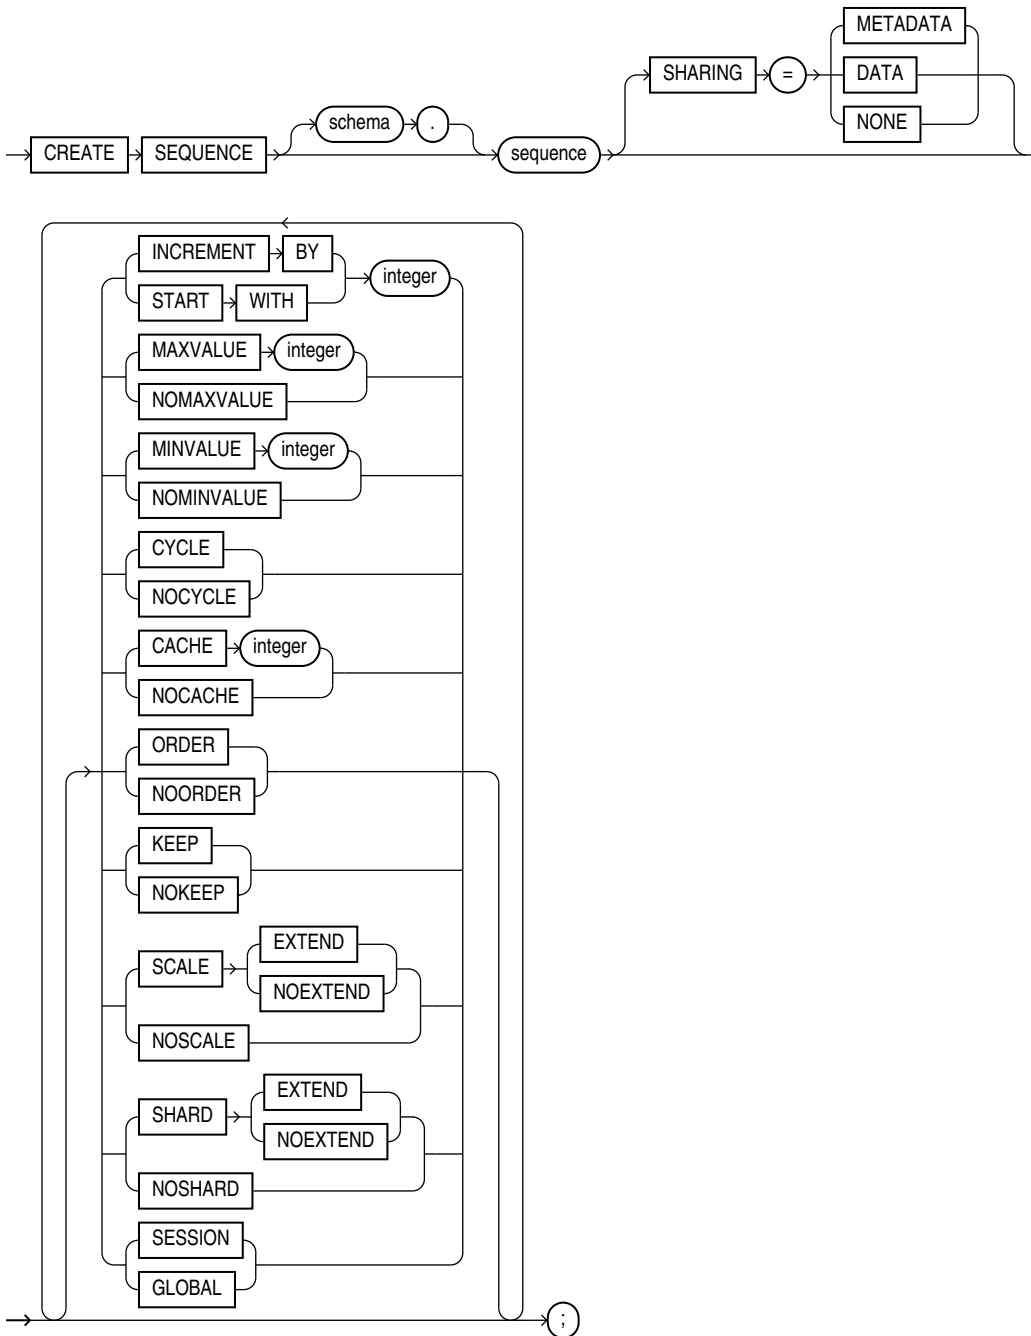 METADATA
SHARING = DATA
NONE
schema .
CREATE SEQUENCE sequence
INCREMENT BY
integer
START WITH
MAXVALUE integer
NOMAXVALUE
MINVALUE integer
NOMINVALUE
CYCLE
NOCYCLE
CACHE integer
NOCACHE
ORDER
NOORDER
KEEP
NOKEEP
EXTEND
SCALE
NOEXTEND
NOSCALE
EXTEND
SHARD
NOEXTEND
NOSHARD
SESSION
GLOBAL
;